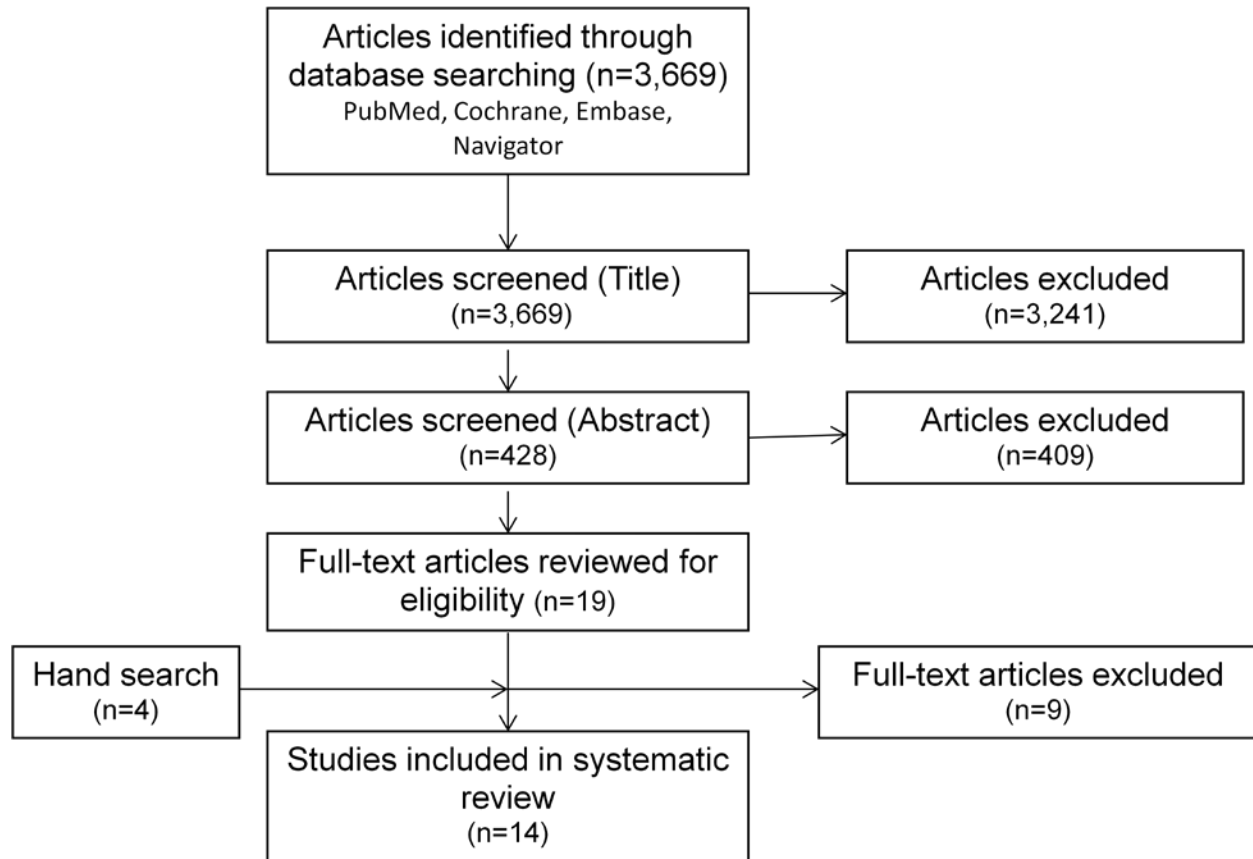 Articles identified through
database searching (n=3,669)
PubMed, Cochrane, Embase,
Navigator
Articles screened (Title)
(n=3,669)
Articles excluded
(n=3,241)
Articles screened (Abstract)
(n=428)
Articles excluded
(n=409)
Full-text articles reviewed for
eligibility (n=19)
Hand search
(n=4)
Full-text articles excluded
(n=9)
Studies included in systematic
review
(n=14)